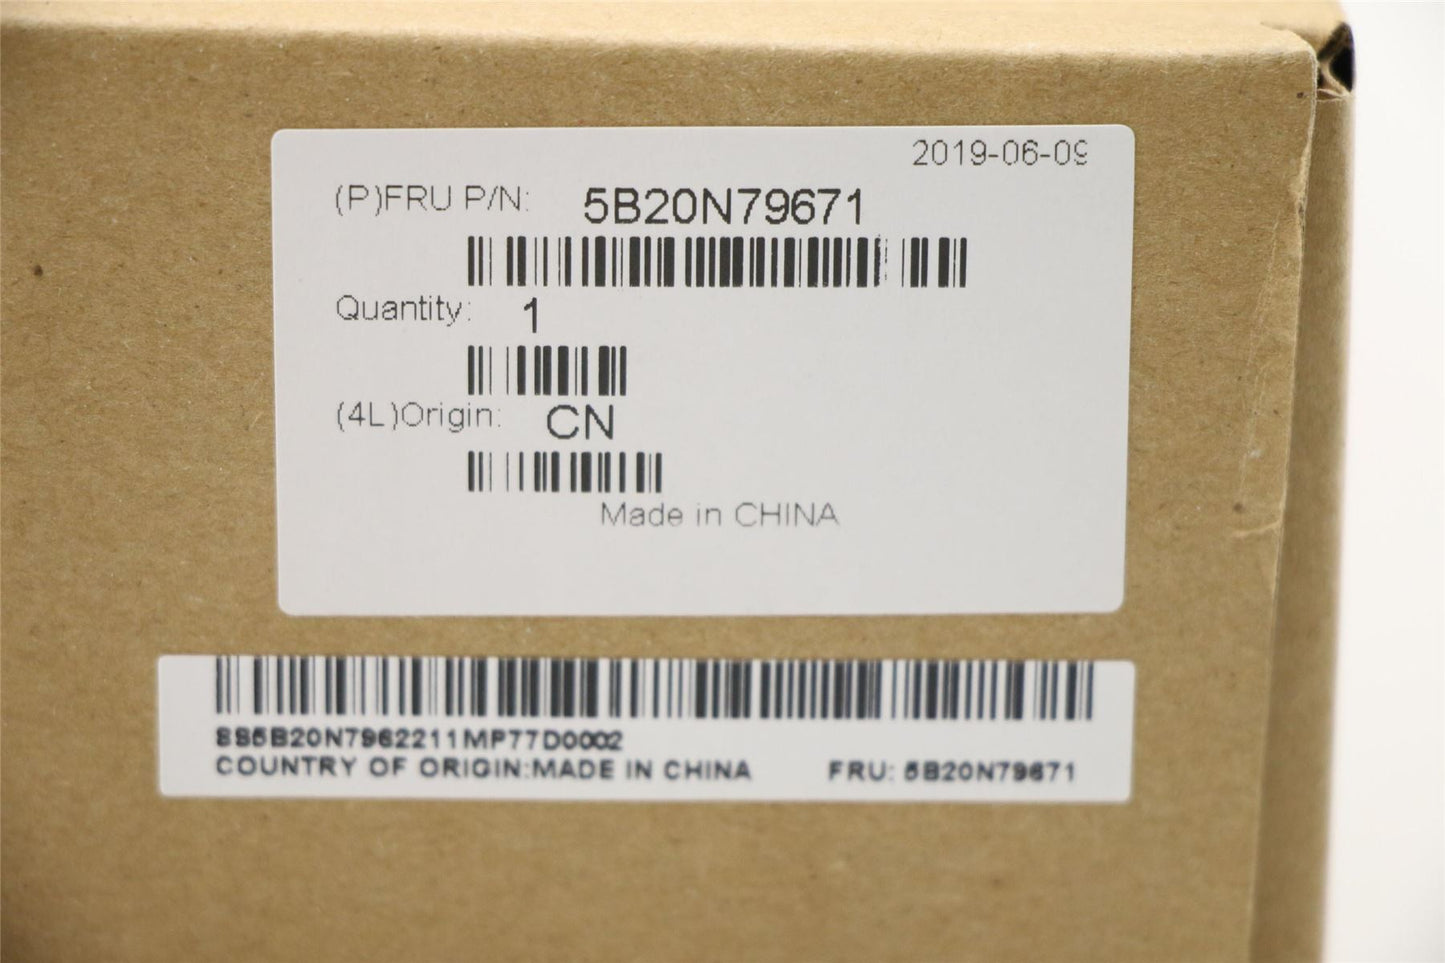 2019-06-09
(P)FRU P/N: 5B20N79671
Quantity: 1
(4L)Origin: CN
Made in CHINA
8S5B20N7962211MP77D0002
COUNTRY OF ORIGIN:MADE IN CHINA FRU: 5B20N79671